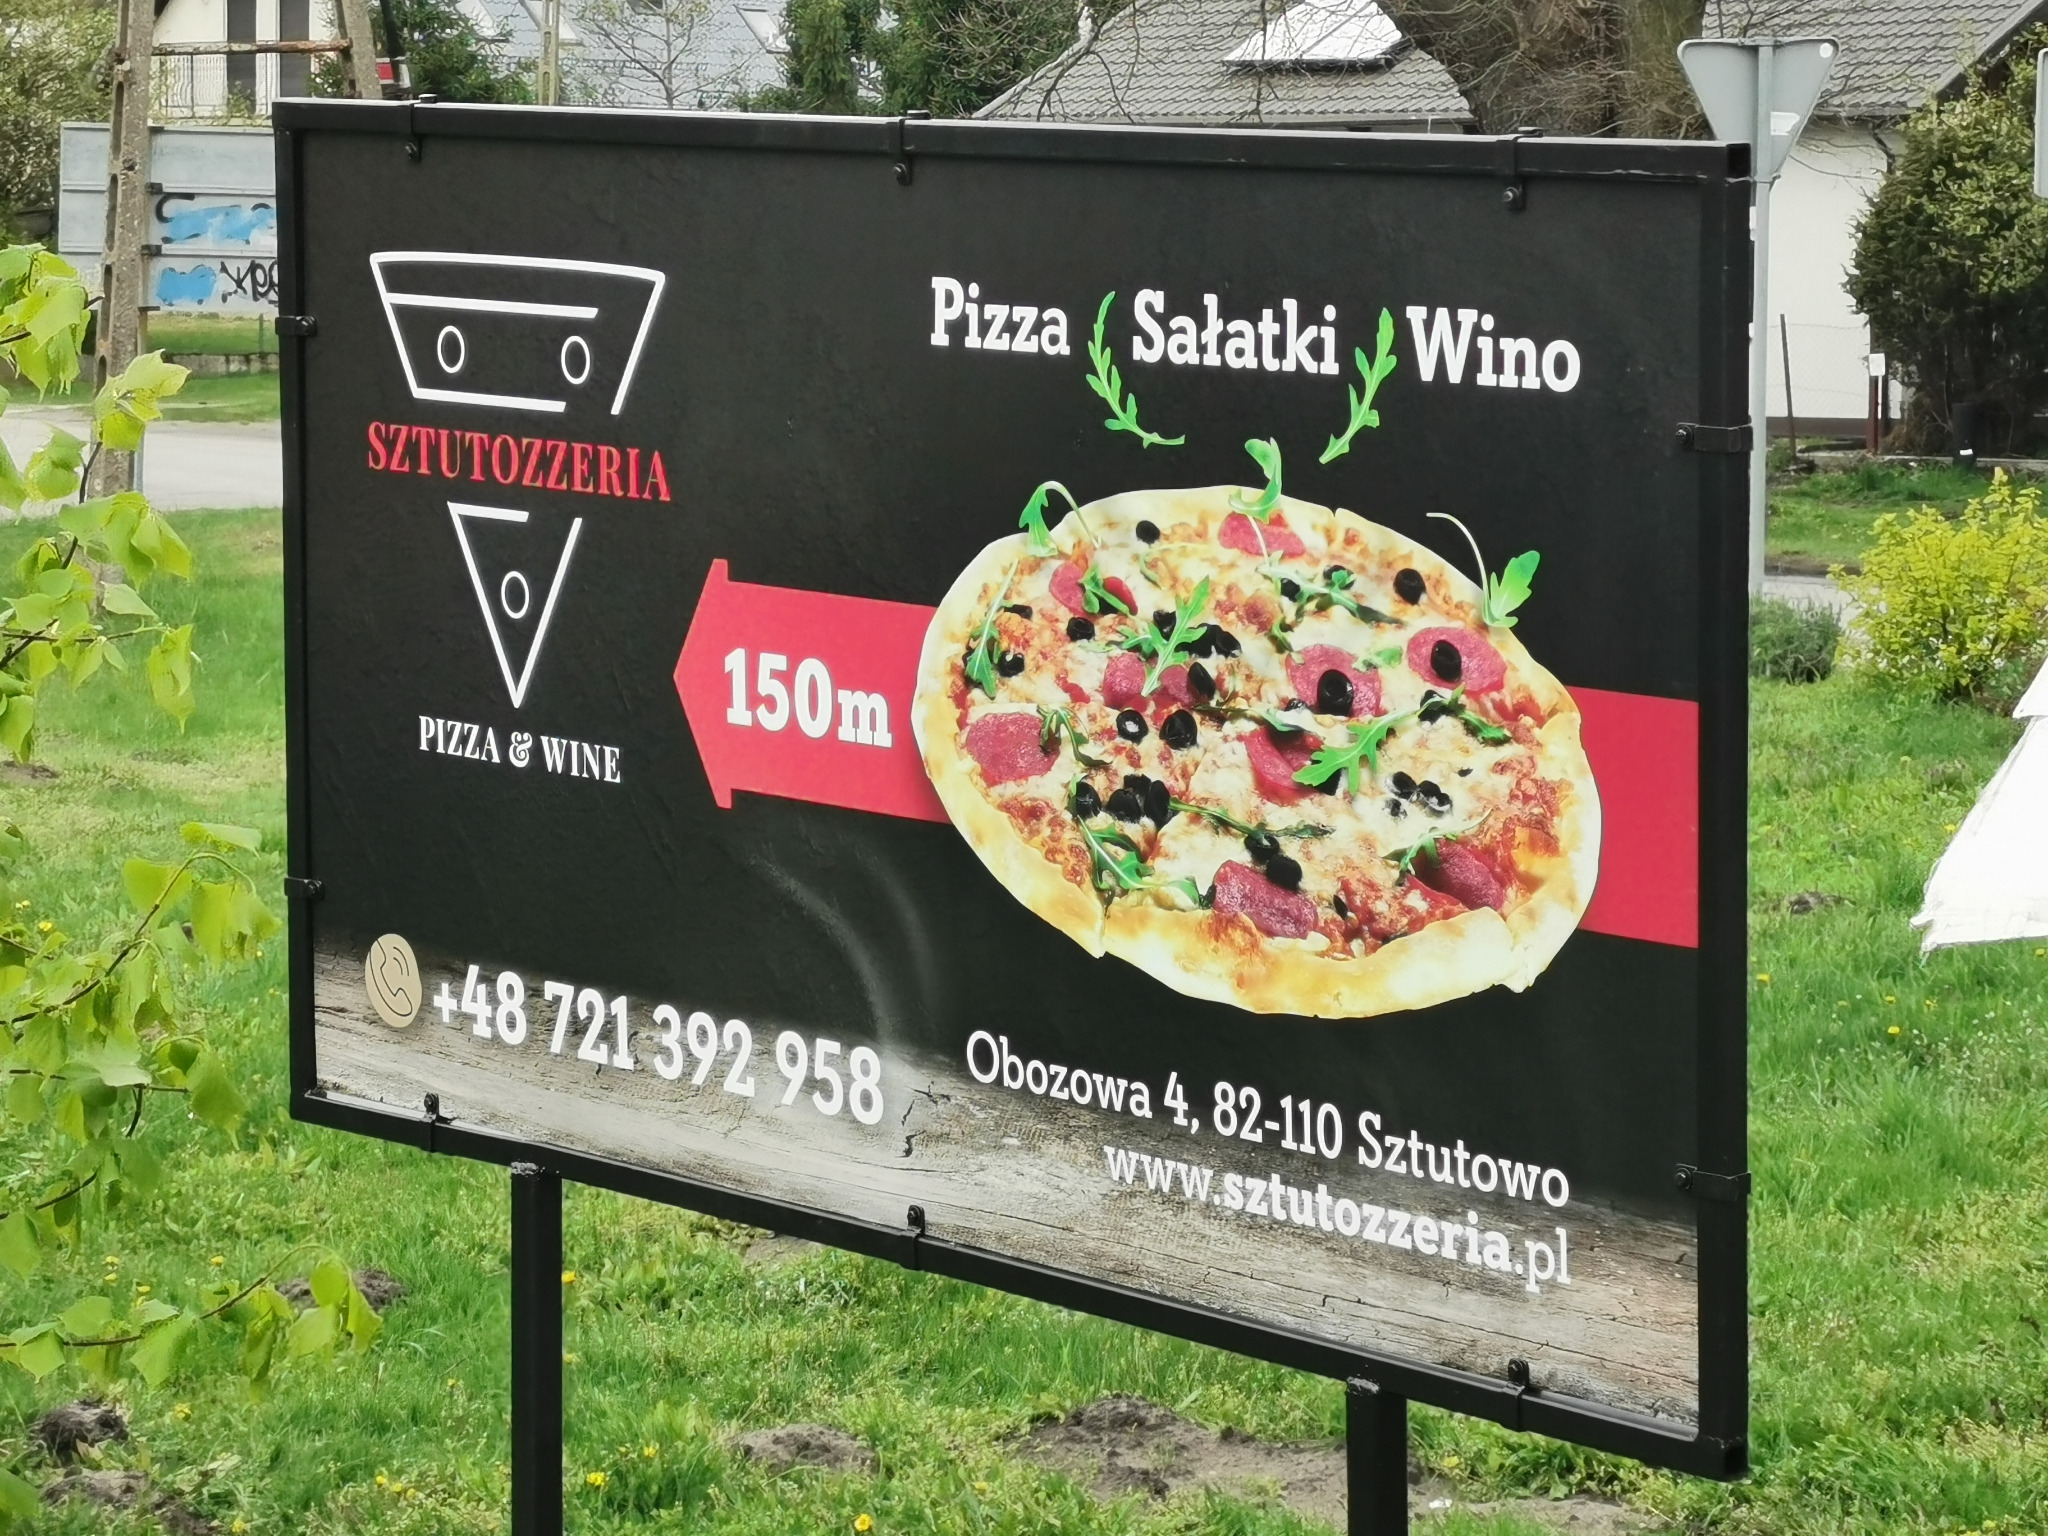 Pizza Sałatki Wino
SZTUTOZZERIA
150m
PIZZA & WINE
+48 721 392 958
Obozowa 4, 82-110 Sztutowo
www.sztutozzeria.pl